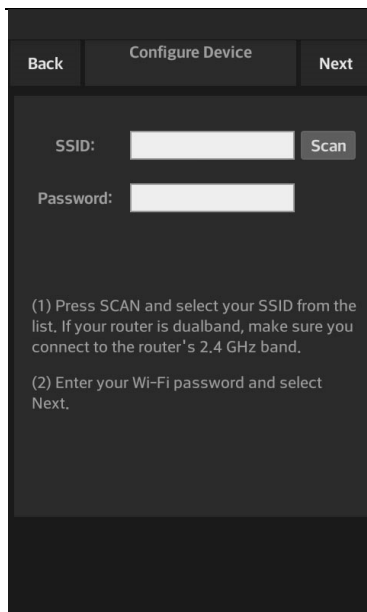 Back Configure Device Next
SSID: Scan
Password:
(1) Press SCAN and select your SSID from the
list. If your router is dualband, make sure you
connect to the router's 2.4 GHz band.
(2) Enter your Wi-Fi password and select
Next.